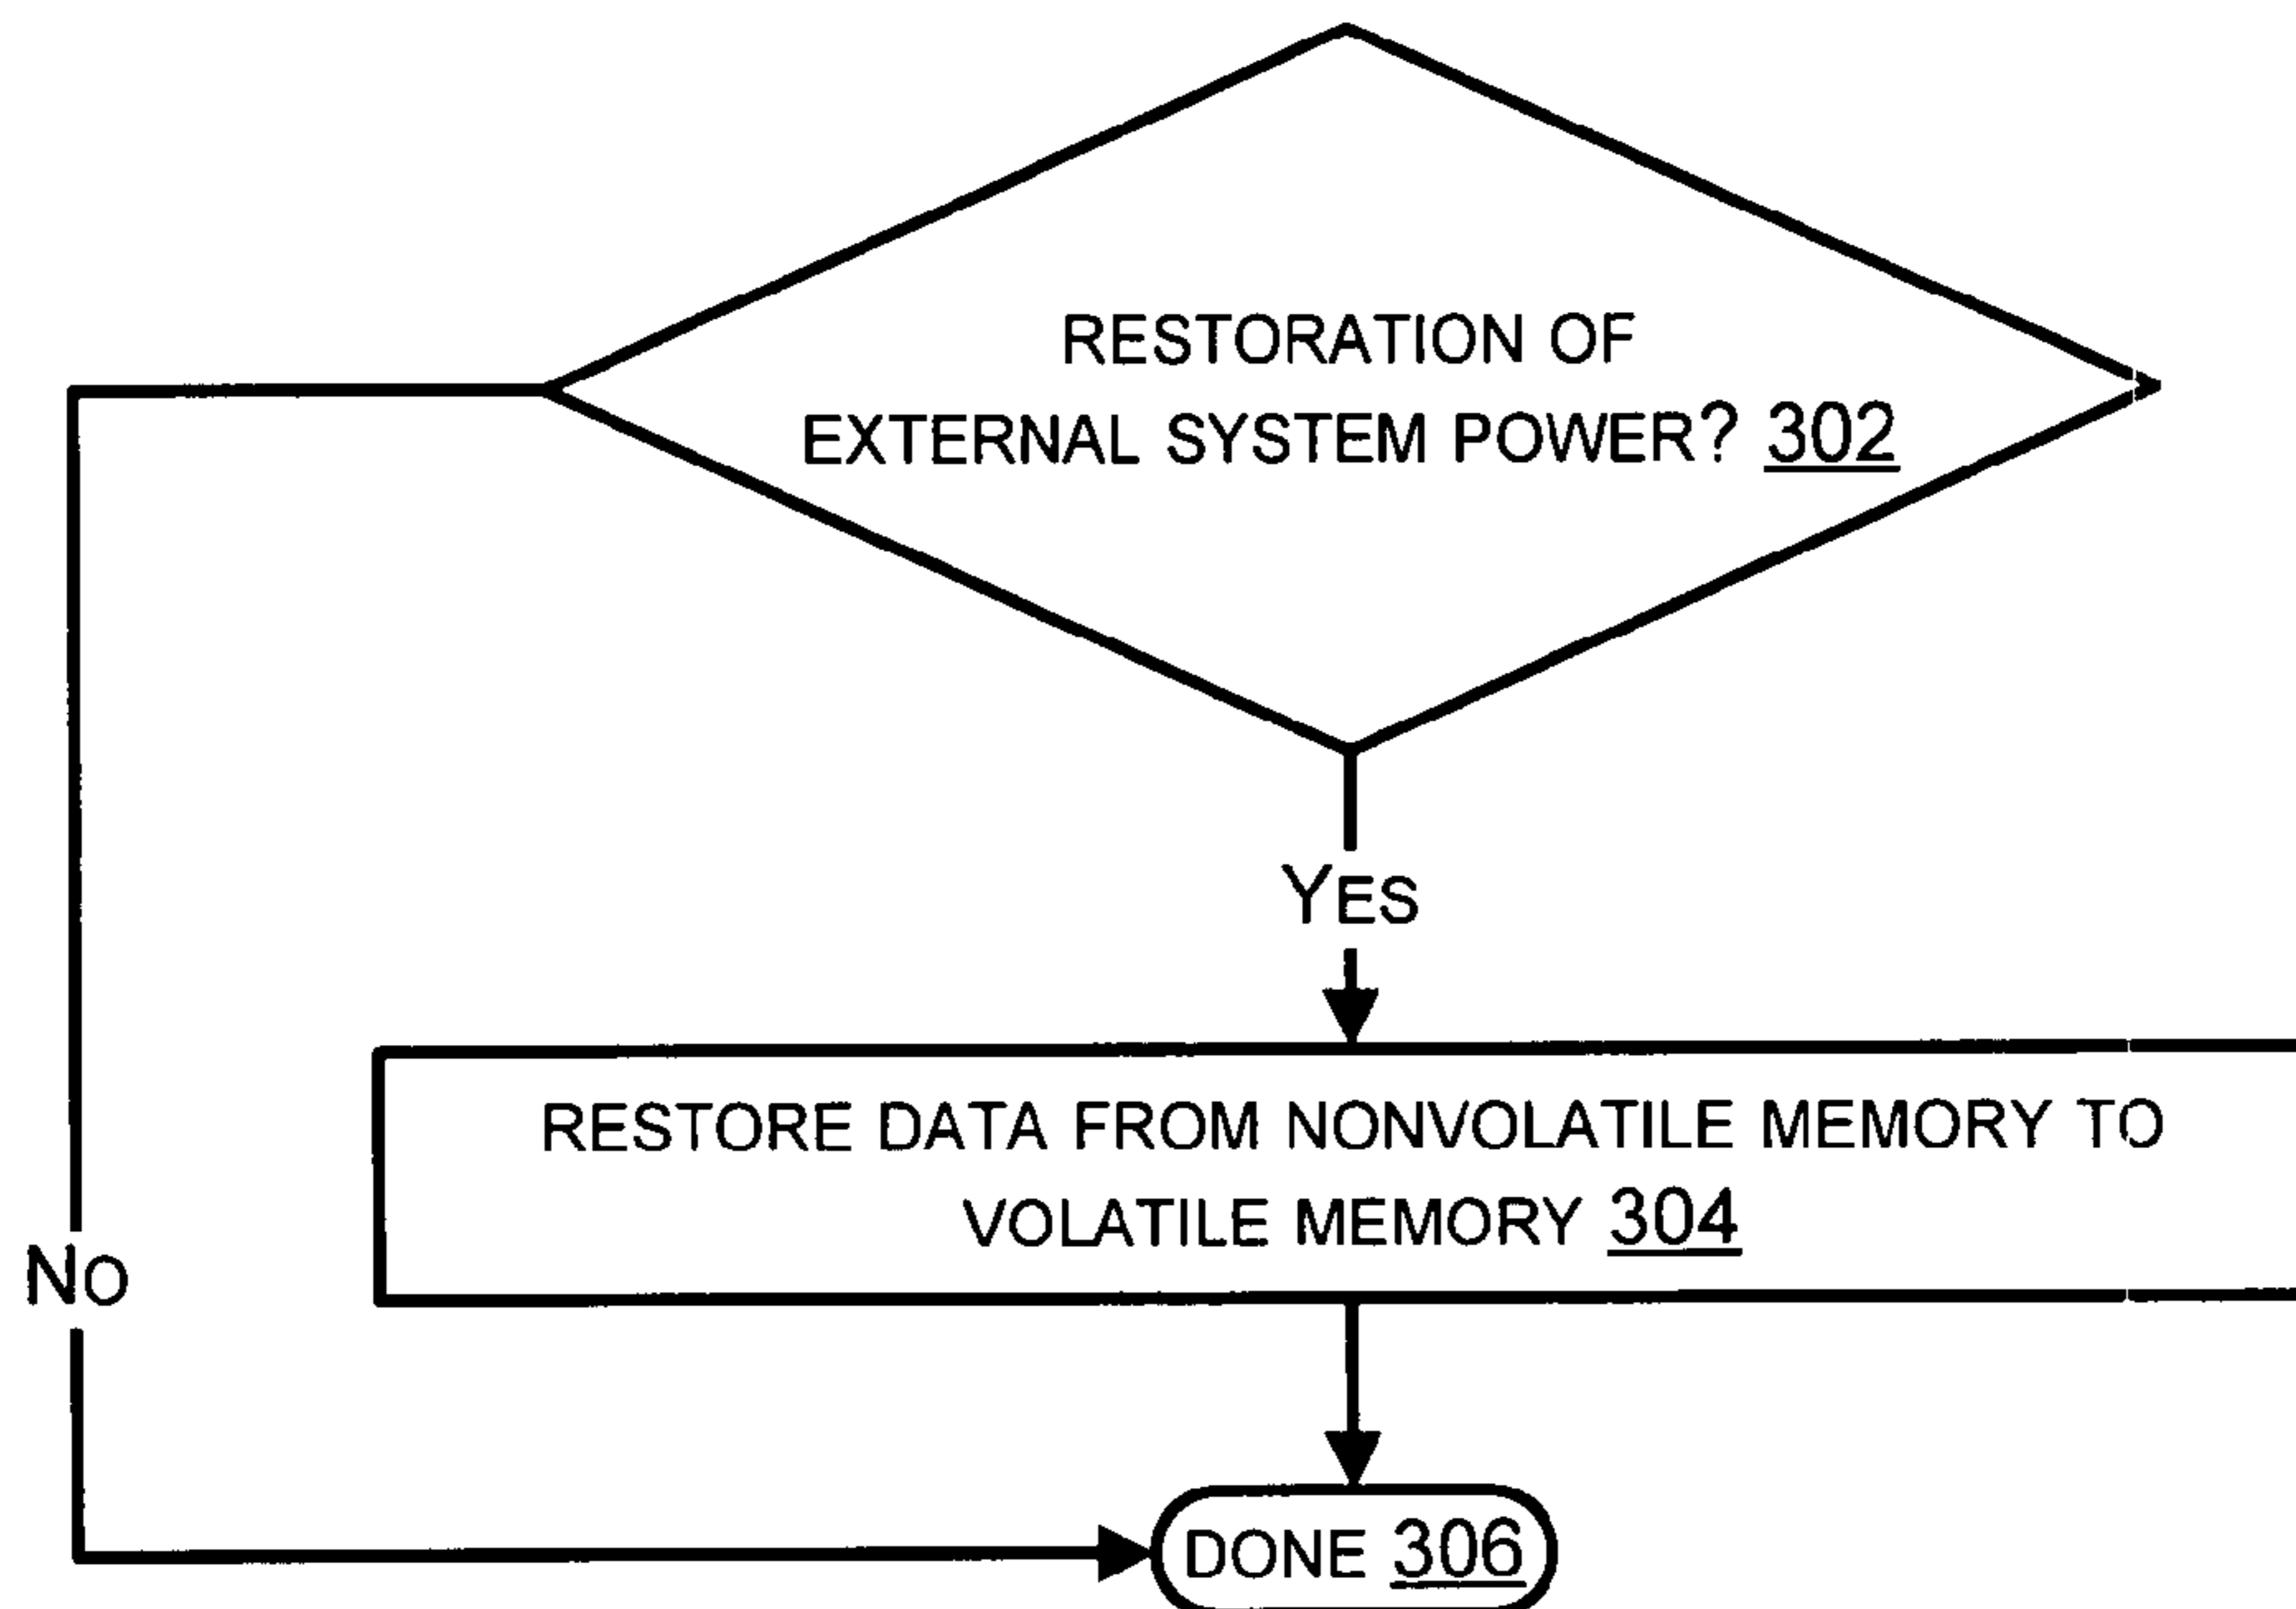 RESTORATION OF
EXTERNAL SYSTEM POWER? 302
YES
RESTORE DATA FROM NONVOLATILE MEMORY TO
VOLATILE MEMORY 304
NO
DONE 306